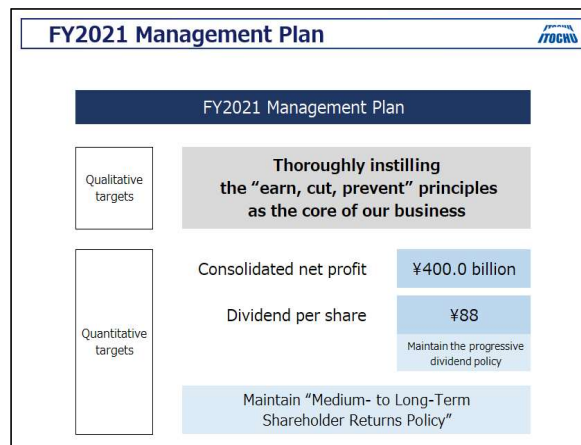 FY2021 Management Plan
ITOCHU
FY2021 Management Plan
Qualitative
targets
Thoroughly instilling
the “earn, cut, prevent” principles
as the core of our business
Quantitative
targets
Consolidated net profit
¥400.0 billion
Dividend per share
¥88
Maintain the progressive
dividend policy
Maintain “Medium- to Long-Term
Shareholder Returns Policy”